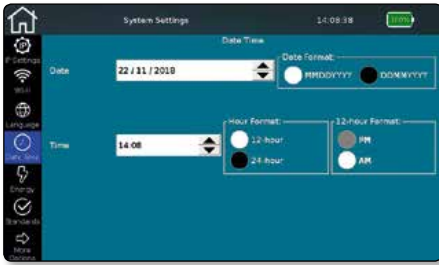 System Settings
14:09:38
100%
Date Time
IP Settings
Wi-Fi
Language
Date Time
Energy
Standards
More Options
Date
22 / 11 / 2018
Date Format:
MMDDYYYY
DDMMYYYY
Time
14:08
Hour Format:
12-hour
24-hour
12-hour Format:
PM
AM